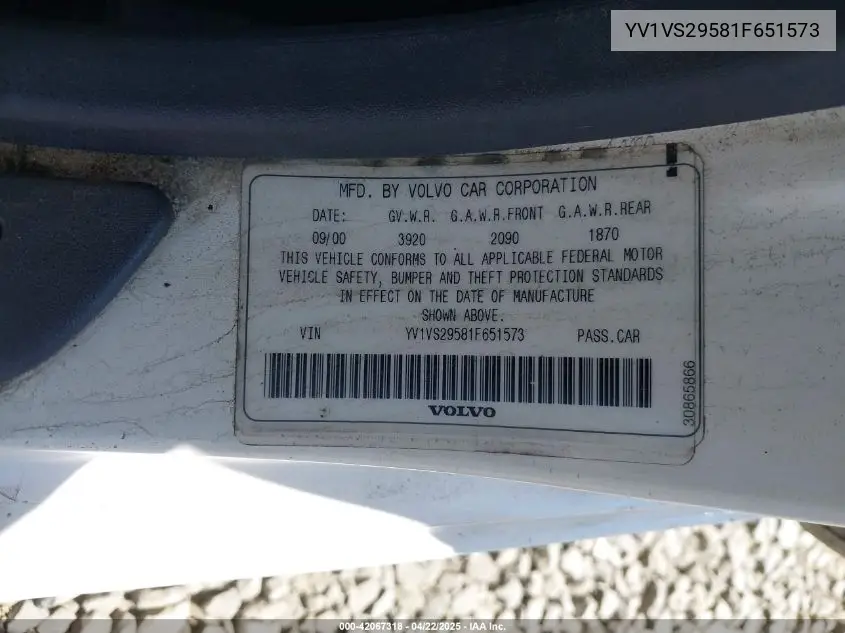 YV1VS29581F651573
MFD. BY VOLVO CAR CORPORATION
DATE: GV.W.R. G.A.W.R.FRONT G.A.W.R.REAR
09/00 3920 2090 1870
THIS VEHICLE CONFORMS TO ALL APPLICABLE FEDERAL MOTOR
VEHICLE SAFETY, BUMPER AND THEFT PROTECTION STANDARDS
IN EFFECT ON THE DATE OF MANUFACTURE
SHOWN ABOVE.
VIN YV1VS29581F651573 PASS.CAR
VOLVO
30865866
000-42067318 - 04/22/2025 - IAA Inc.